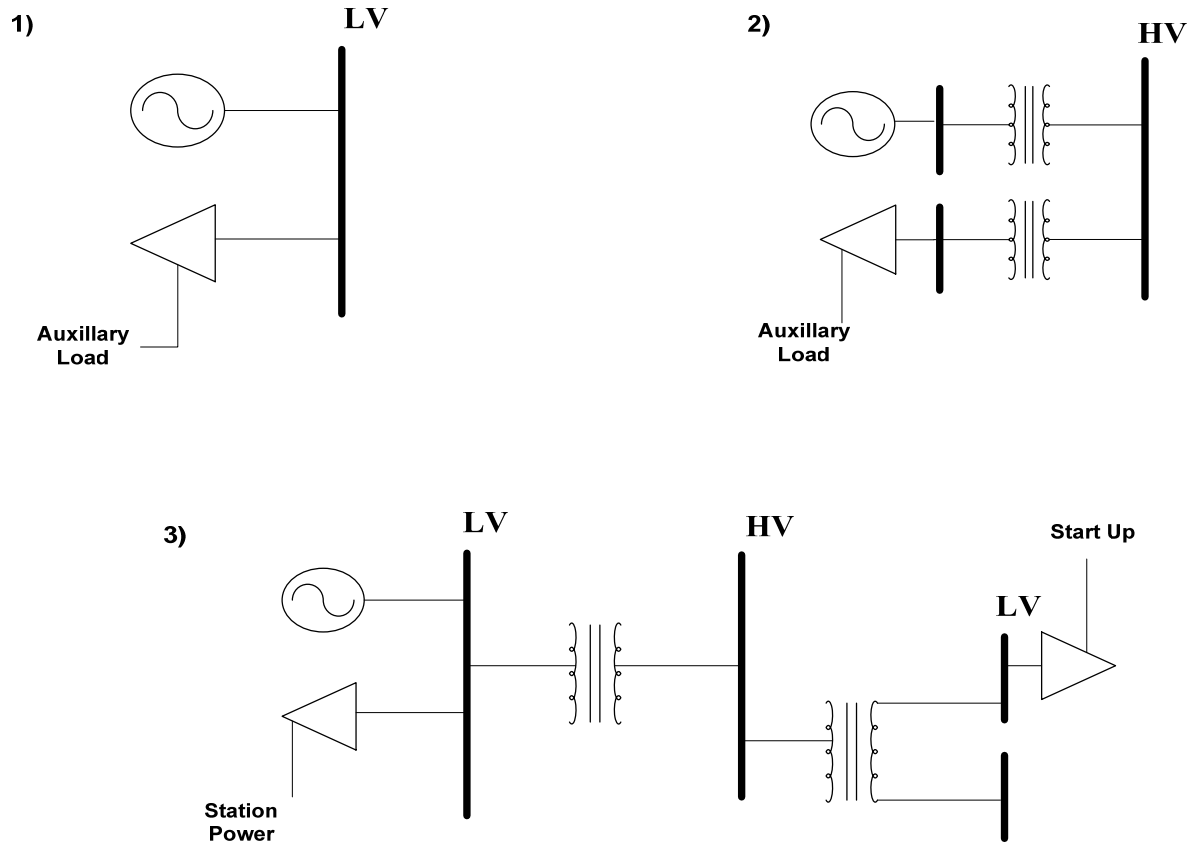 1)
LV
Auxillary
Load
2)
HV
Auxillary
Load
3)
LV
HV
Start Up
LV
Station
Power